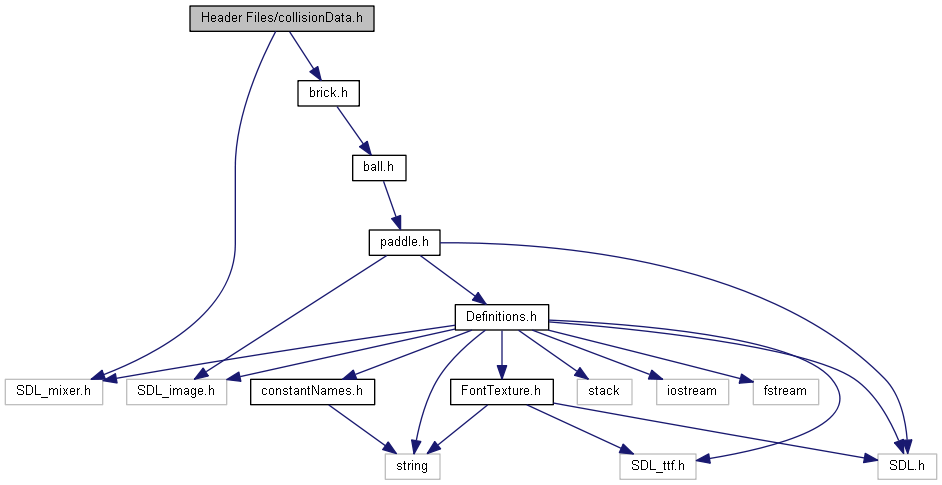 Header Files/collisionData.h
brick.h
ball.h
paddle.h
Definitions.h
SDL_mixer.h
SDL_image.h
constantNames.h
FontTexture.h
stack
iostream
fstream
string
SDL_ttf.h
SDL.h